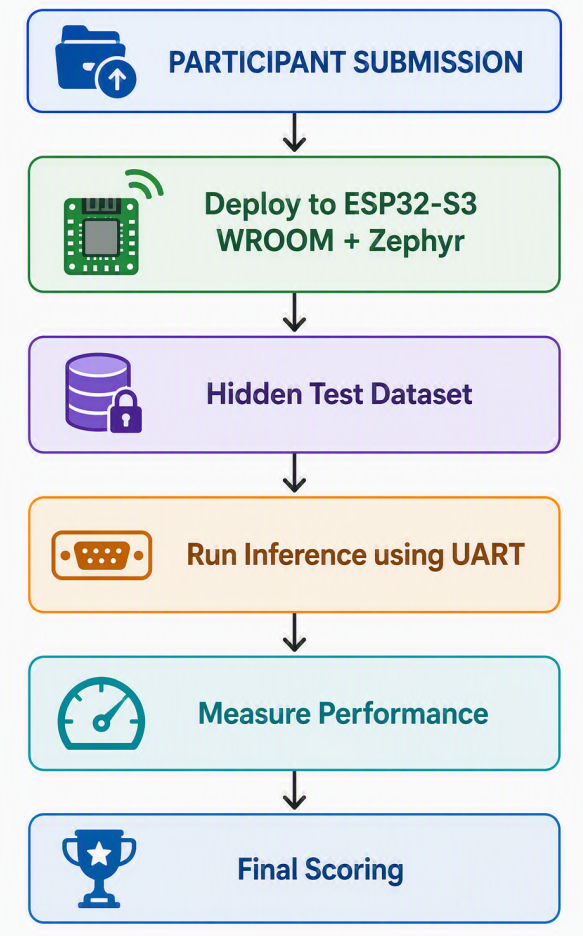 PARTICIPANT SUBMISSION
Deploy to ESP32-S3
WROOM + Zephyr
Hidden Test Dataset
Run Inference using UART
Measure Performance
Final Scoring